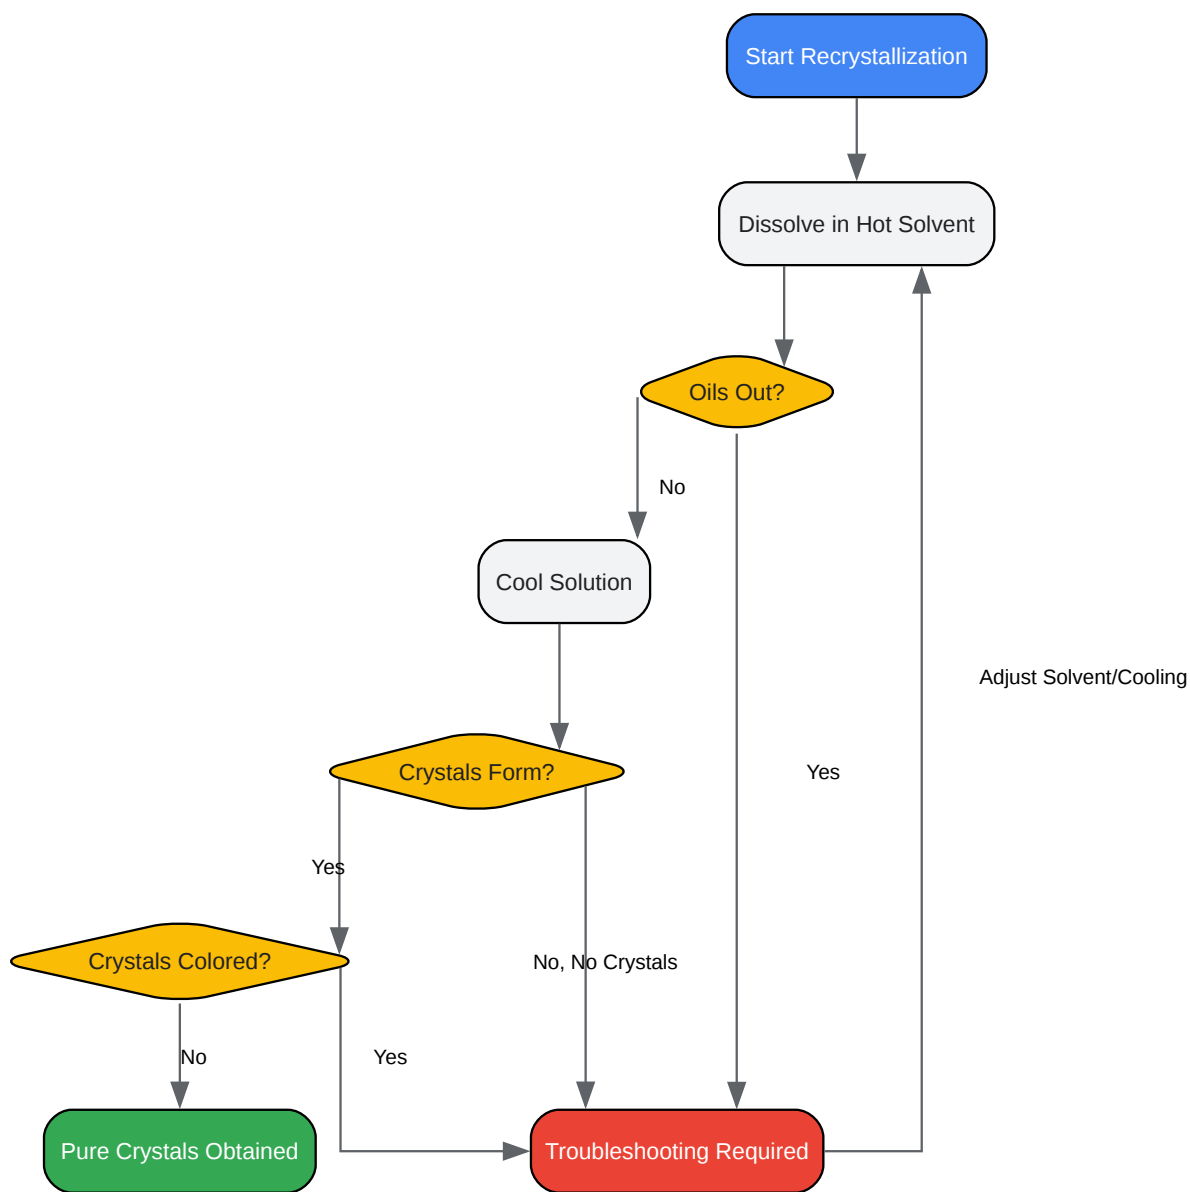 Start Recrystallization
Dissolve in Hot Solvent
Oils Out?
No
Cool Solution
Adjust Solvent/Cooling
Crystals Form?
Yes
Yes
Crystals Colored?
No, No Crystals
No
Yes
Pure Crystals Obtained
Troubleshooting Required